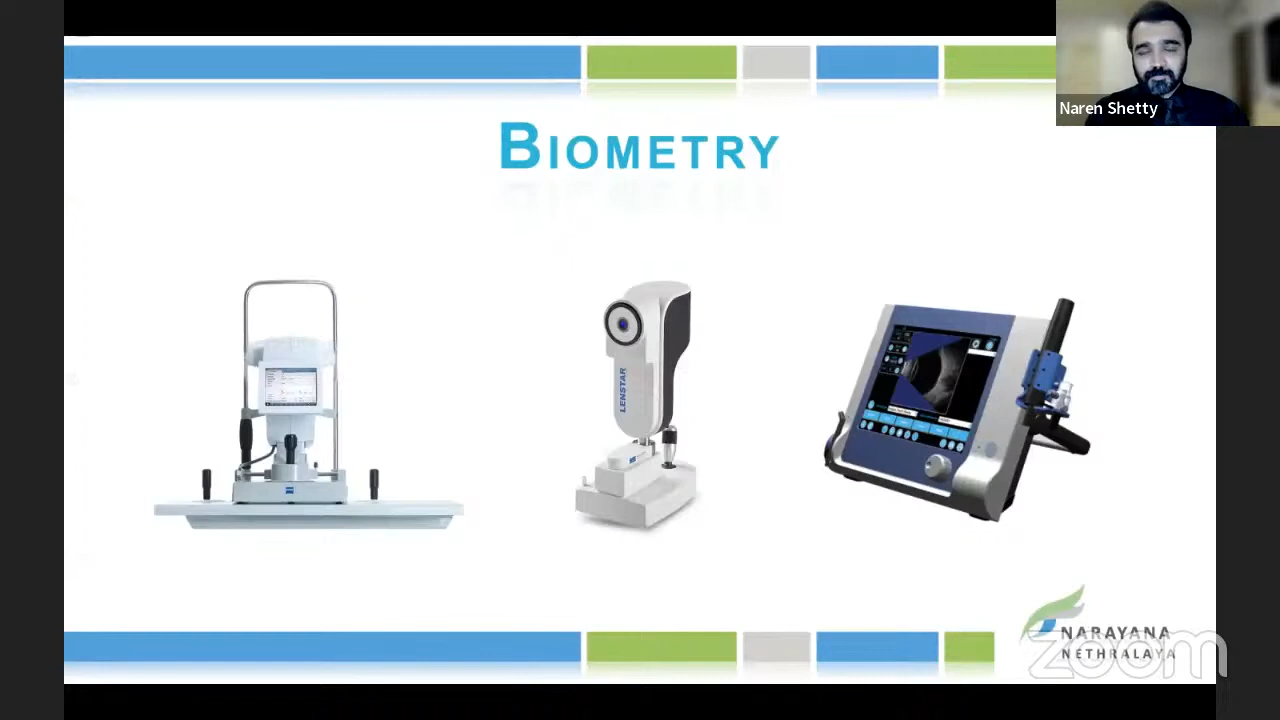 Naren Shetty
BIOMETRY
LENSTAR
NARAYANA
NETHRALAYA
zoom